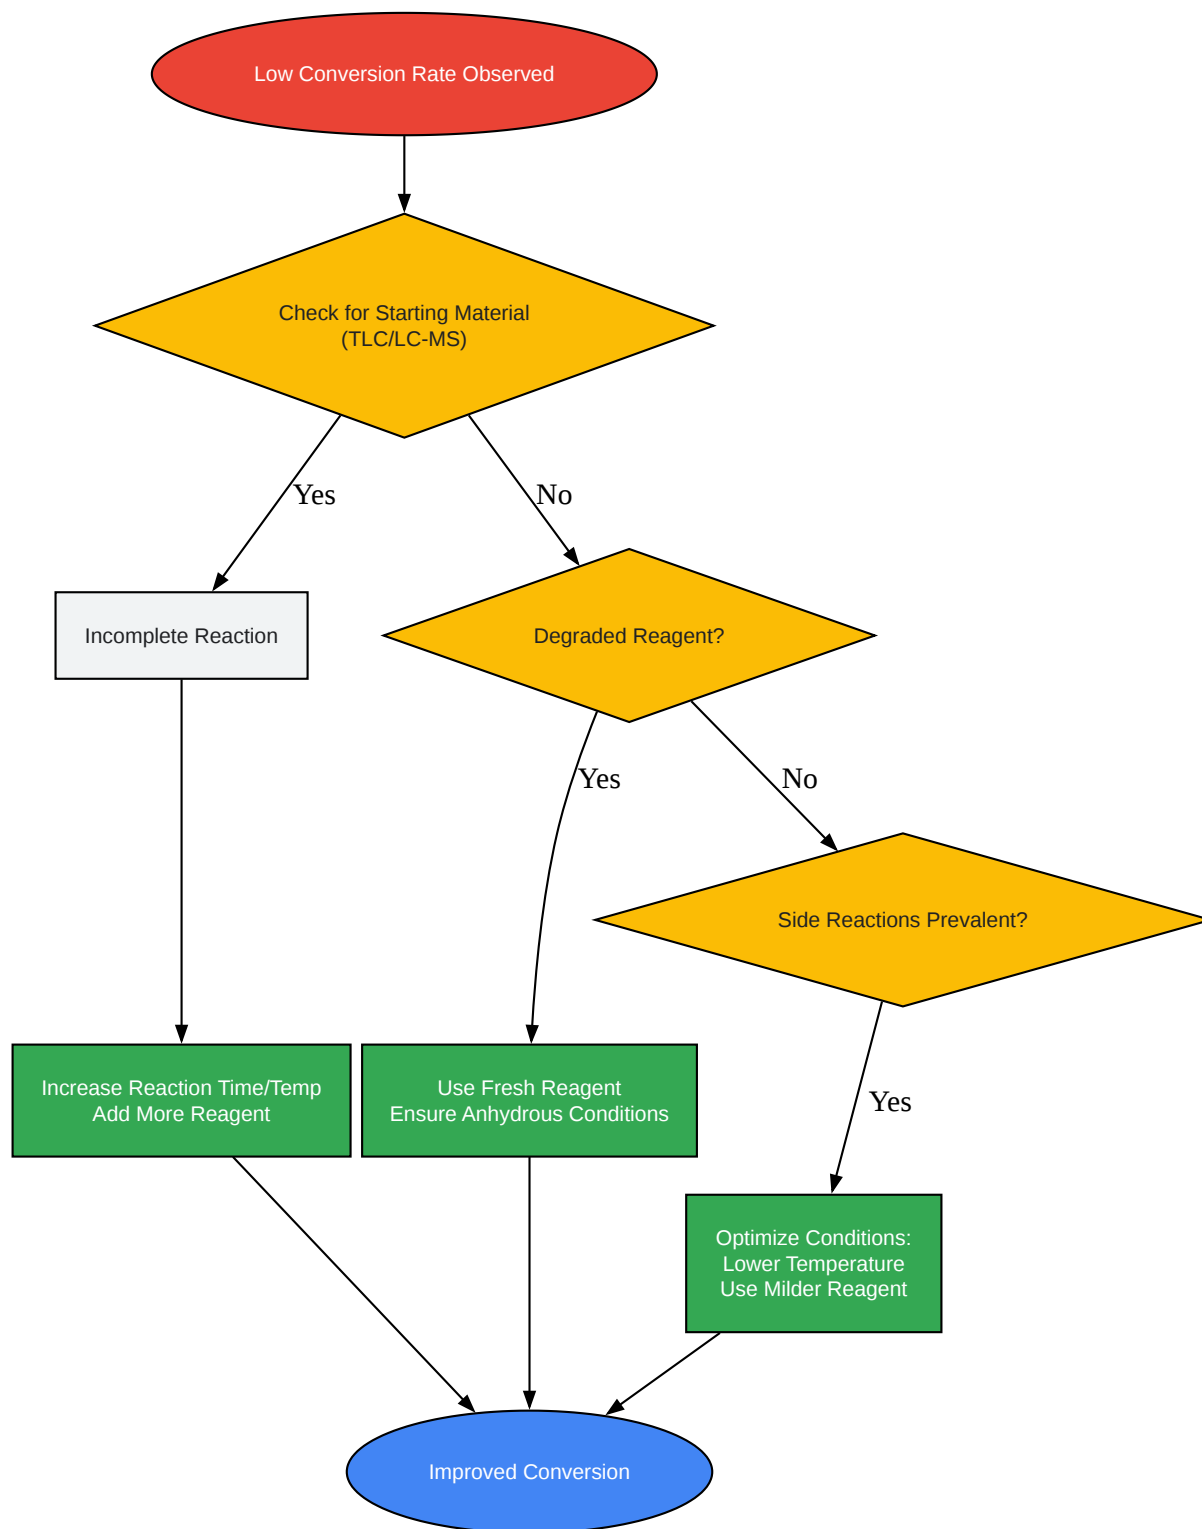 Low Conversion Rate Observed
Check for Starting Material
(TLC/LC-MS)
Yes
No
Incomplete Reaction
Degraded Reagent?
Yes
No
Side Reactions Prevalent?
Increase Reaction Time/Temp
Add More Reagent
Use Fresh Reagent
Ensure Anhydrous Conditions
Yes
Optimize Conditions:
Lower Temperature
Use Milder Reagent
Improved Conversion